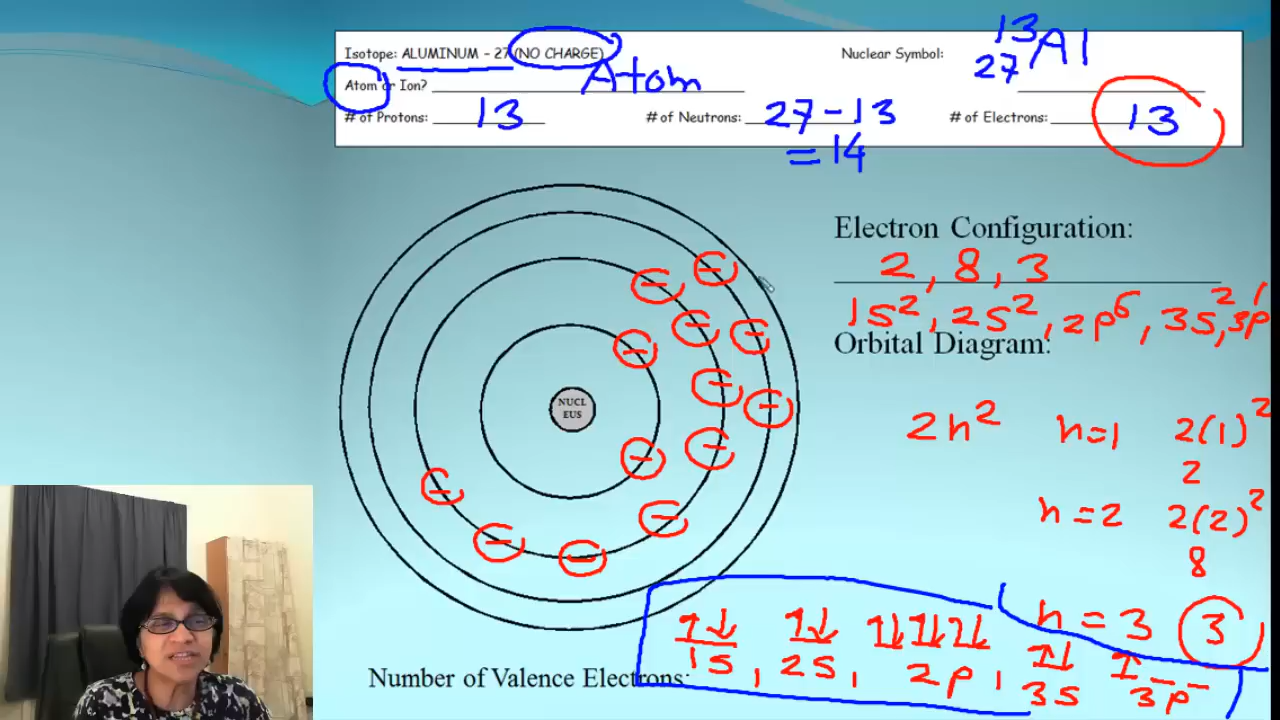 Isotope: ALUMINUM - 27 (NO CHARGE) Nuclear Symbol: 13 27 Al
Atom or Ion? Atom
# of Protons: 13 # of Neutrons: 27 - 13 = 14 # of Electrons: 13
Electron Configuration:
2, 8, 3
1s², 2s², 2p⁶, 3s², 3p¹
Orbital Diagram:
NUCL
EUS
2n² n=1 2(1)²
2
n=2 2(2)²
8
n=3 3
↑↓ ↑↓ ↑↓ ↑↓ ↑↓ ↑↓ ↑ _ _
1s, 2s, 2p, 3s 3p
Number of Valence Electrons: